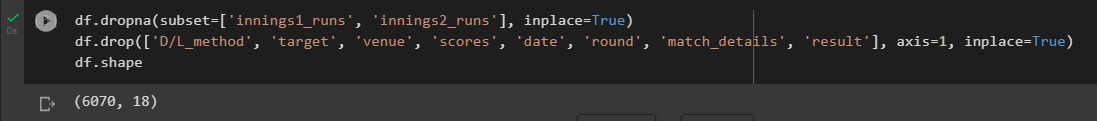 df.dropna(subset=['innings1_runs', 'innings2_runs'], inplace=True)
df.drop(['D/L_method', 'target', 'venue', 'scores', 'date', 'round', 'match_details', 'result'], axis=1, inplace=True)
0s
df.shape
(6070, 18)